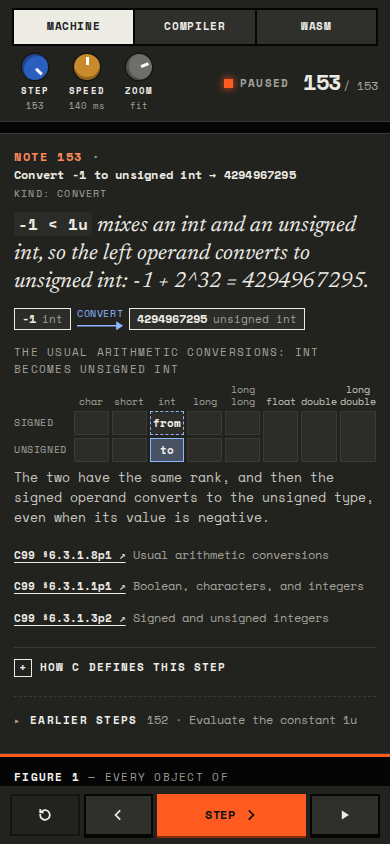 MACHINE COMPILER WASM
STEP SPEED ZOOM
153 140 ms fit
PAUSED 153 / 153
NOTE 153 ·
Convert -1 to unsigned int → 4294967295
KIND: CONVERT
-1 < 1u mixes an int and an unsigned
int, so the left operand converts to
unsigned int: -1 + 2^32 = 4294967295.
-1 int CONVERT 4294967295 unsigned int
THE USUAL ARITHMETIC CONVERSIONS: INT
BECOMES UNSIGNED INT
char short int long long long float double long double
SIGNED from
UNSIGNED to
The two have the same rank, and then the
signed operand converts to the unsigned type,
even when its value is negative.
C99 §6.3.1.8p1 ↗ Usual arithmetic conversions
C99 §6.3.1.1p1 ↗ Boolean, characters, and integers
C99 §6.3.1.3p2 ↗ Signed and unsigned integers
+ HOW C DEFINES THIS STEP
▸ EARLIER STEPS 152 · Evaluate the constant 1u
FIGURE 1 — EVERY OBJECT OF
STEP